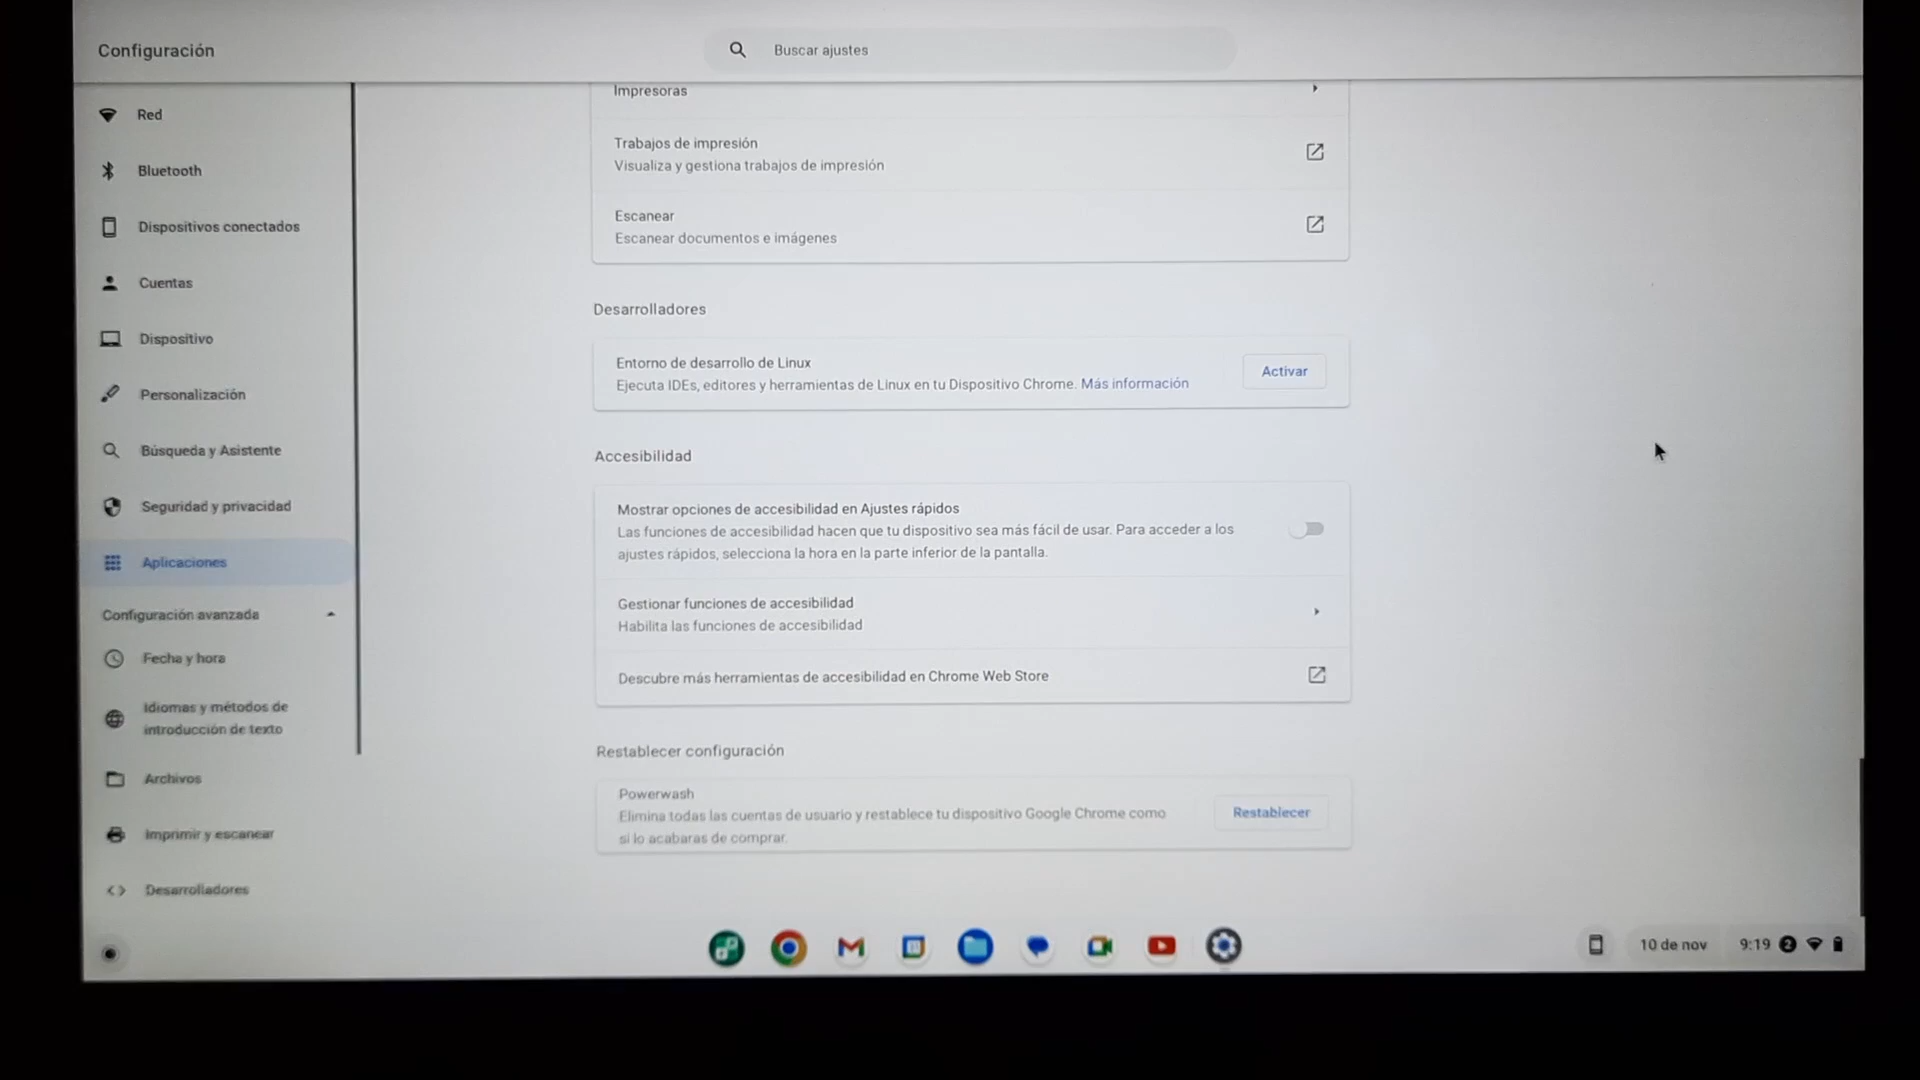 Configuración
Buscar ajustes
Red
Bluetooth
Dispositivos conectados
Cuentas
Dispositivo
Personalización
Búsqueda y Asistente
Seguridad y privacidad
Aplicaciones
Configuración avanzada
Fecha y hora
Idiomas y métodos de
introducción de texto
Archivos
Imprimir y escanear
Desarrolladores
Impresoras
Trabajos de impresión
Visualiza y gestiona trabajos de impresión
Escanear
Escanear documentos e imágenes
Desarrolladores
Entorno de desarrollo de Linux
Ejecuta IDEs, editores y herramientas de Linux en tu Dispositivo Chrome. Más información
Activar
Accesibilidad
Mostrar opciones de accesibilidad en Ajustes rápidos
Las funciones de accesibilidad hacen que tu dispositivo sea más fácil de usar. Para acceder a los
ajustes rápidos, selecciona la hora en la parte inferior de la pantalla.
Gestionar funciones de accesibilidad
Habilita las funciones de accesibilidad
Descubre más herramientas de accesibilidad en Chrome Web Store
Restablecer configuración
Powerwash
Elimina todas las cuentas de usuario y restablece tu dispositivo Google Chrome como
si lo acabaras de comprar.
Restablecer
10 de nov
9:19 2